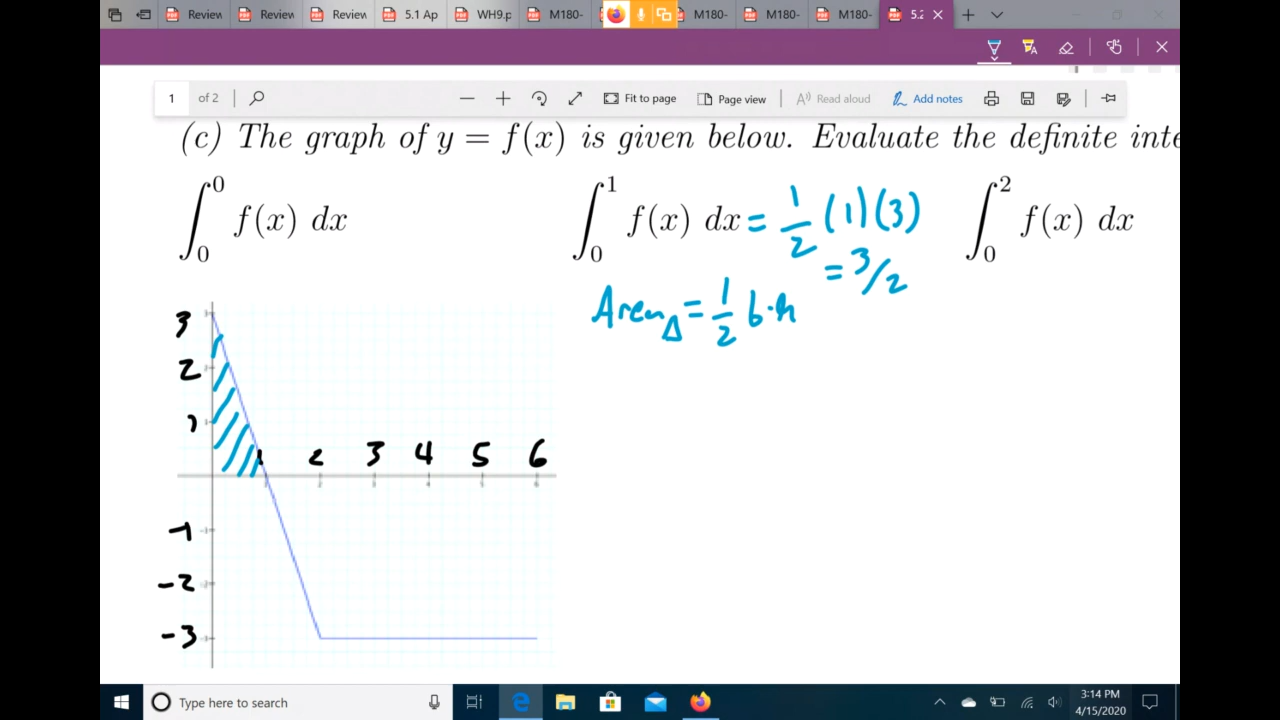 Review Review Review 5.1 Ap WH9.p M180- M180- M180- M180- 5.2
1 of 2 Fit to page Page view Read aloud Add notes
(c) The graph of y = f(x) is given below. Evaluate the definite inte
∫₀⁰ f(x) dx ∫₀¹ f(x) dx = 1/2 (1)(3) ∫₀² f(x) dx
= 3/2
Area△ = 1/2 b·h
3
2
1
1 2 3 4 5 6
-1
-2
-3
Type here to search 3:14 PM
4/15/2020